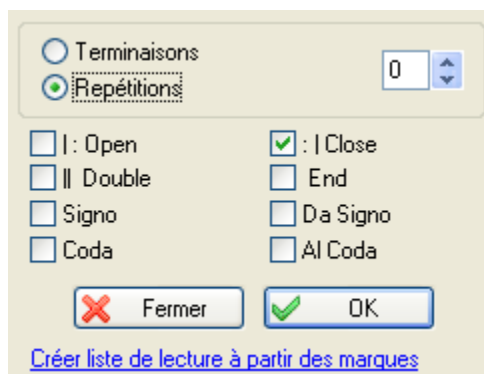 Terminaisons
0
Repétitions
| : Open
: | Close
|| Double
End
Signo
Da Signo
Coda
Al Coda
Fermer
OK
Créer liste de lecture à partir des marques